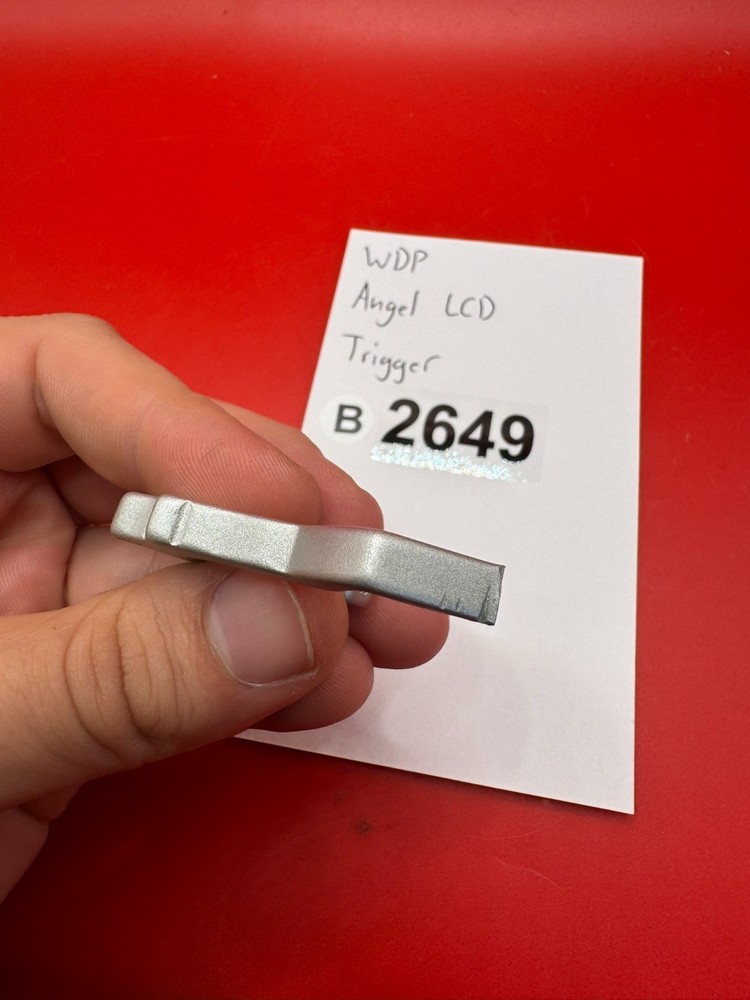 WDP
Angel LCD
Trigger
B 2649